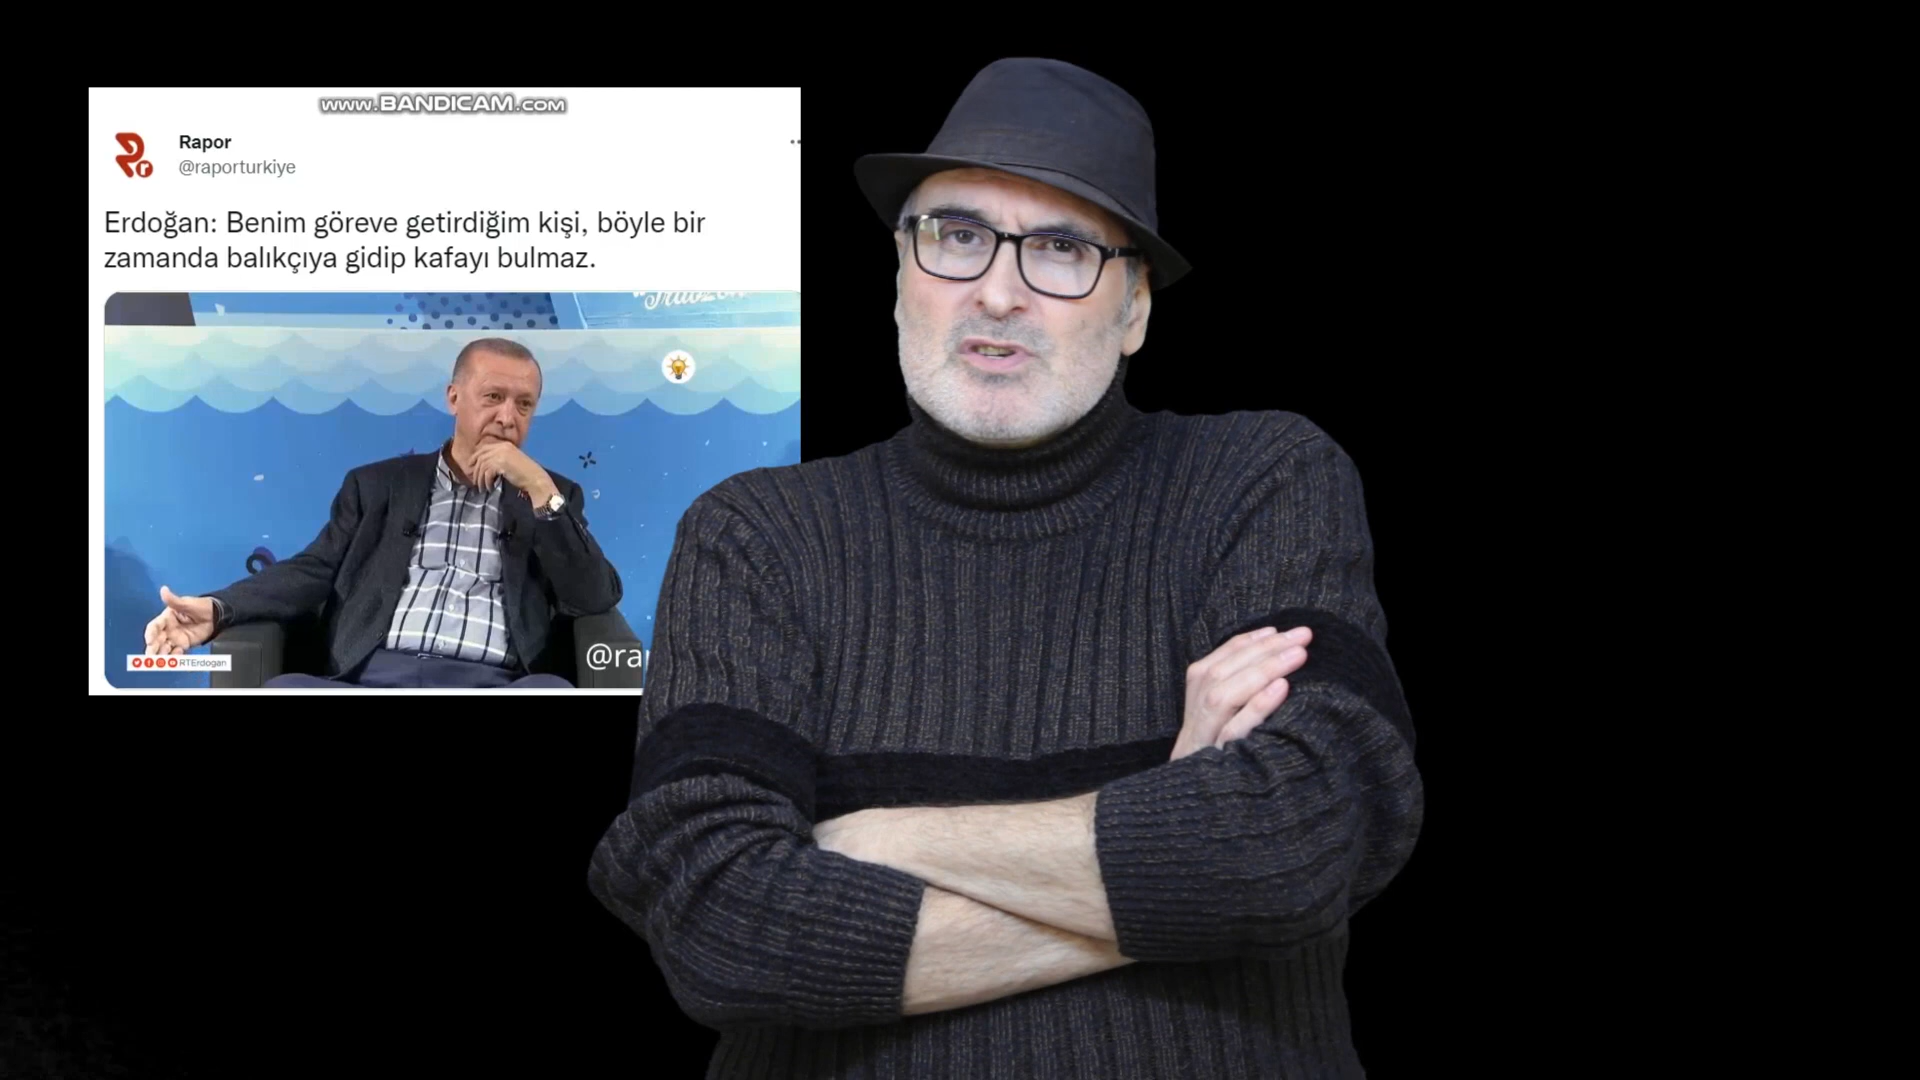 www.BANDICAM.com
Rapor
@raporturkiye
Erdoğan: Benim göreve getirdiğim kişi, böyle bir
zamanda balıkçıya gidip kafayı bulmaz.
RTErdogan